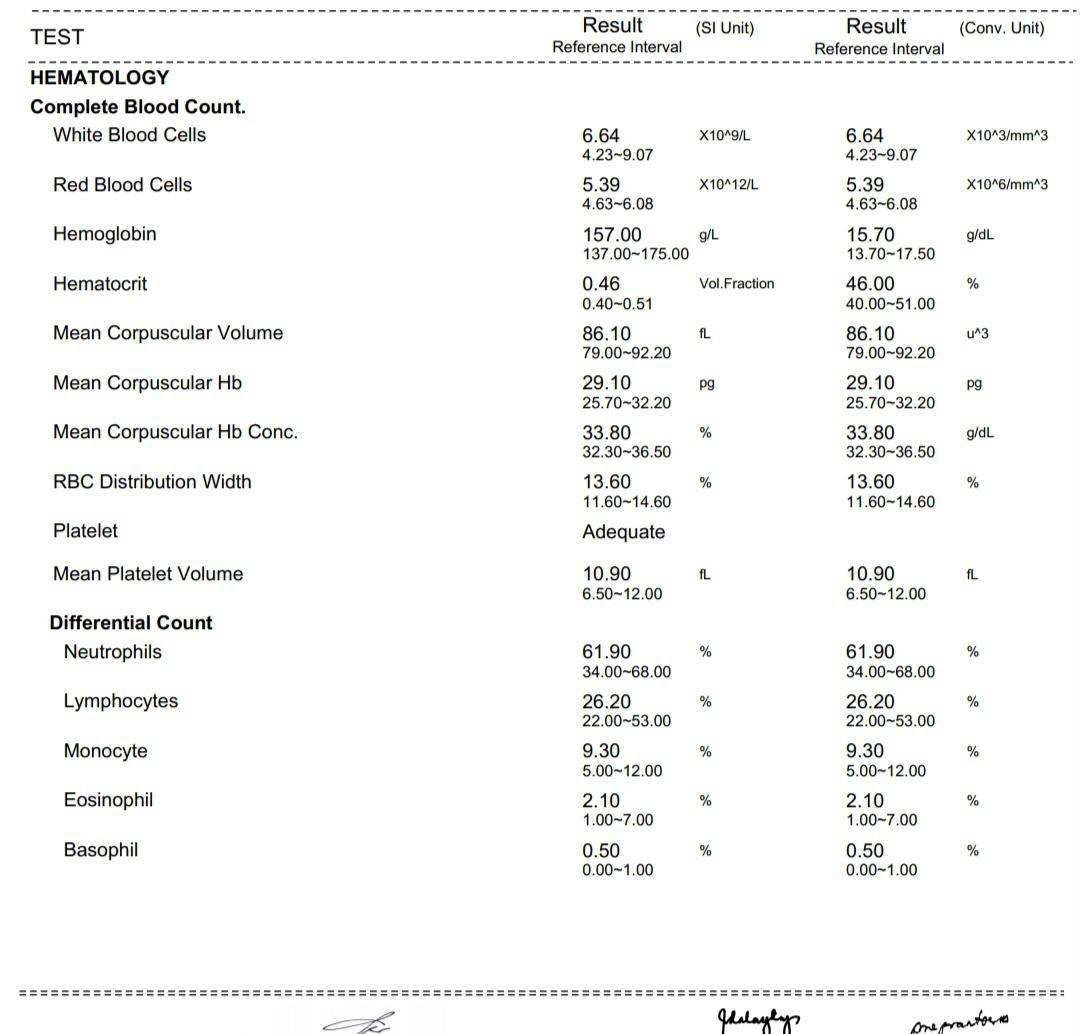 TEST Result (SI Unit) Result (Conv. Unit)
Reference Interval Reference Interval
HEMATOLOGY
Complete Blood Count.
White Blood Cells 6.64 X10^9/L 6.64 X10^3/mm^3
4.23~9.07 4.23~9.07
Red Blood Cells 5.39 X10^12/L 5.39 X10^6/mm^3
4.63~6.08 4.63~6.08
Hemoglobin 157.00 g/L 15.70 g/dL
137.00~175.00 13.70~17.50
Hematocrit 0.46 Vol.Fraction 46.00 %
0.40~0.51 40.00~51.00
Mean Corpuscular Volume 86.10 fL 86.10 u^3
79.00~92.20 79.00~92.20
Mean Corpuscular Hb 29.10 pg 29.10 pg
25.70~32.20 25.70~32.20
Mean Corpuscular Hb Conc. 33.80 % 33.80 g/dL
32.30~36.50 32.30~36.50
RBC Distribution Width 13.60 % 13.60 %
11.60~14.60 11.60~14.60
Platelet Adequate
Mean Platelet Volume 10.90 fL 10.90 fL
6.50~12.00 6.50~12.00
Differential Count
Neutrophils 61.90 % 61.90 %
34.00~68.00 34.00~68.00
Lymphocytes 26.20 % 26.20 %
22.00~53.00 22.00~53.00
Monocyte 9.30 % 9.30 %
5.00~12.00 5.00~12.00
Eosinophil 2.10 % 2.10 %
1.00~7.00 1.00~7.00
Basophil 0.50 % 0.50 %
0.00~1.00 0.00~1.00